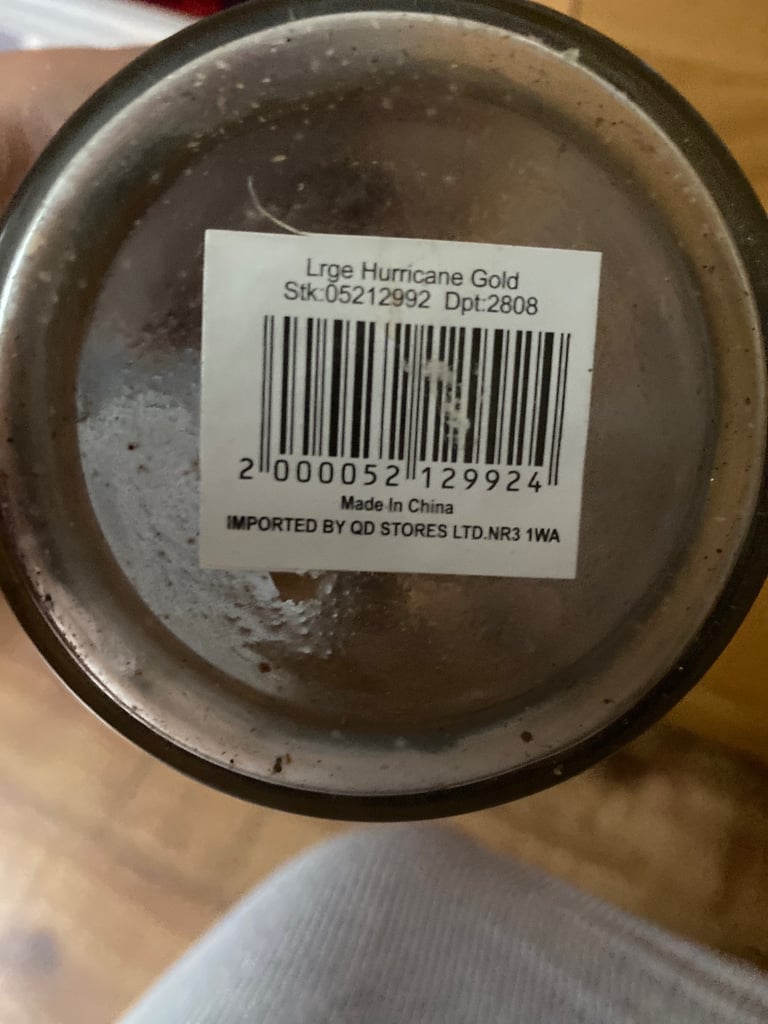 Lrge Hurricane Gold
Stk:05212992 Dpt:2808
2 000052 129924
Made In China
IMPORTED BY QD STORES LTD.NR3 1WA